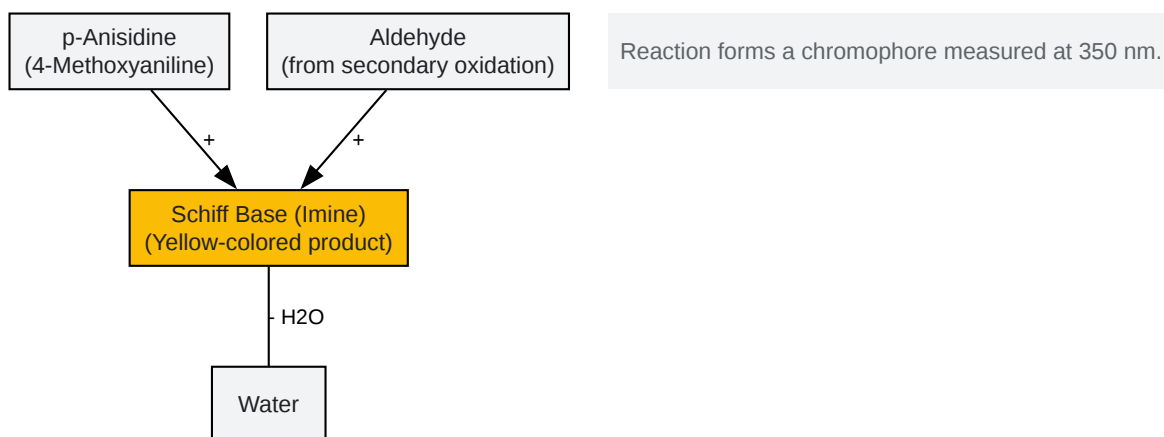 p-Anisidine
(4-Methoxyaniline)
Aldehyde
(from secondary oxidation)
Reaction forms a chromophore measured at 350 nm.
+
+
Schiff Base (Imine)
(Yellow-colored product)
- H2O
Water